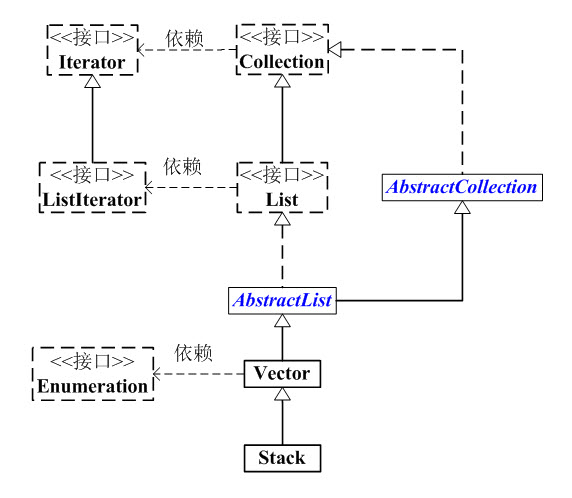 <<接口>>
Iterator
依赖
<<接口>>
Collection
<<接口>>
ListIterator
依赖
<<接口>>
List
AbstractCollection
AbstractList
<<接口>>
Enumeration
依赖
Vector
Stack